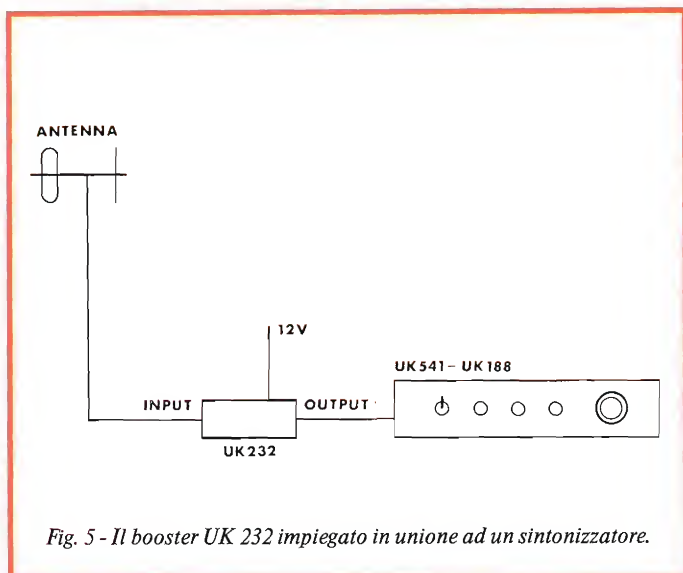 ANTENNA
12V
UK541-UK188
INPUT
OUTPUT
UK232
Fig. 5 - Il booster UK 232 impiegato in unione ad un sintonizzatore.